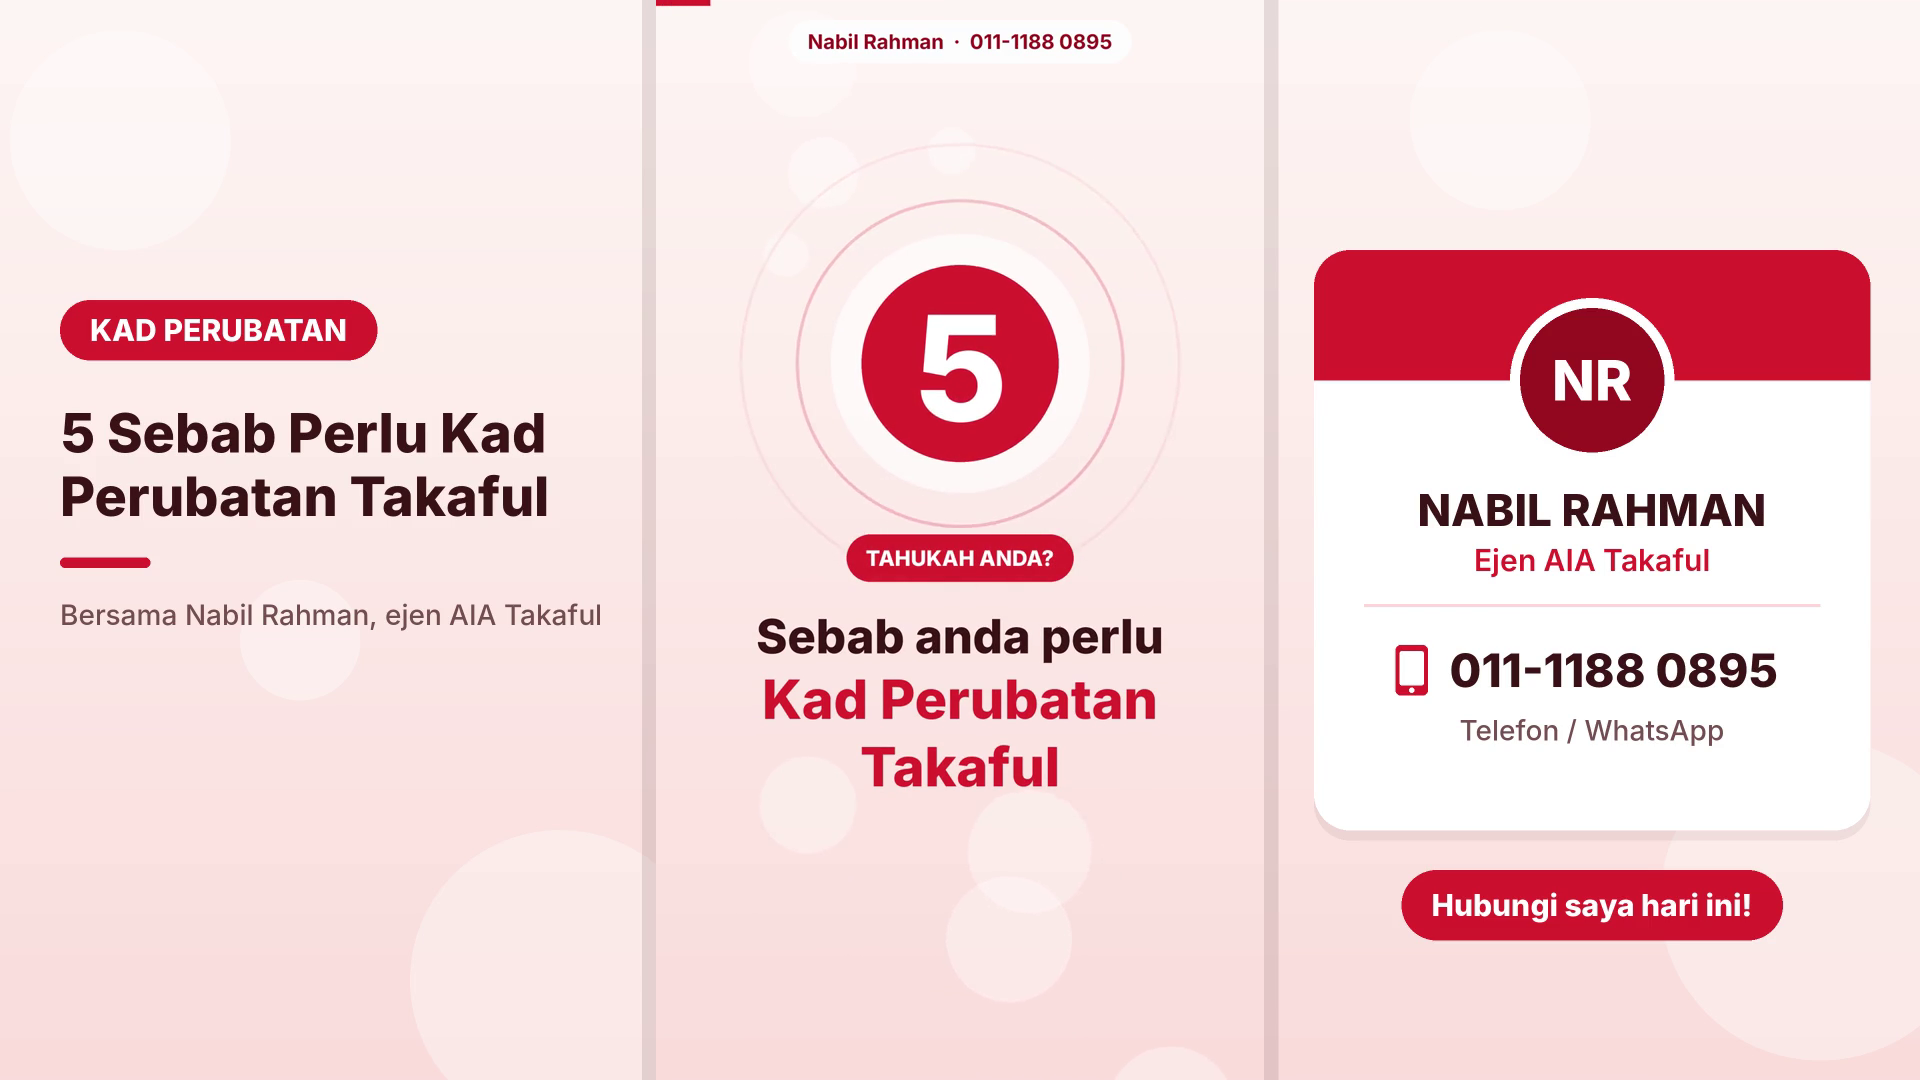 KAD PERUBATAN
5 Sebab Perlu Kad
Perubatan Takaful
Bersama Nabil Rahman, ejen AIA Takaful
Nabil Rahman · 011-1188 0895
5
TAHUKAH ANDA?
Sebab anda perlu
Kad Perubatan
Takaful
NR
NABIL RAHMAN
Ejen AIA Takaful
011-1188 0895
Telefon / WhatsApp
Hubungi saya hari ini!